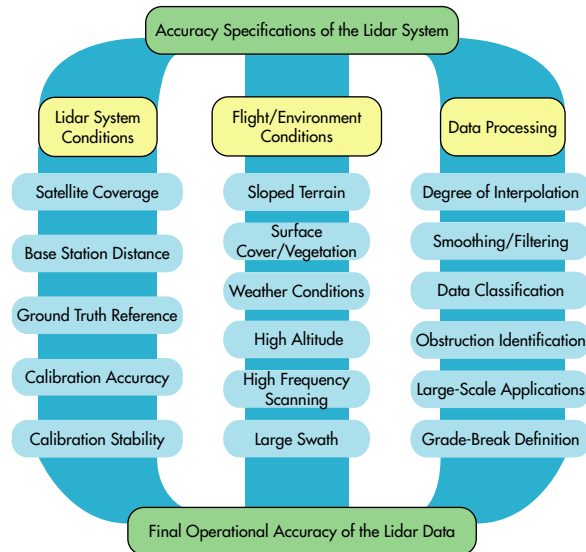 Accuracy Specifications of the Lidar System
Lidar System
Conditions
Satellite Coverage
Base Station Distance
Ground Truth Reference
Calibration Accuracy
Calibration Stability
Flight/Environment
Conditions
Sloped Terrain
Surface
Cover/Vegetation
Weather Conditions
High Altitude
High Frequency
Scanning
Large Swath
Data Processing
Degree of Interpolation
Smoothing/Filtering
Data Classification
Obstruction Identification
Large-Scale Applications
Grade-Break Definition
Final Operational Accuracy of the Lidar Data